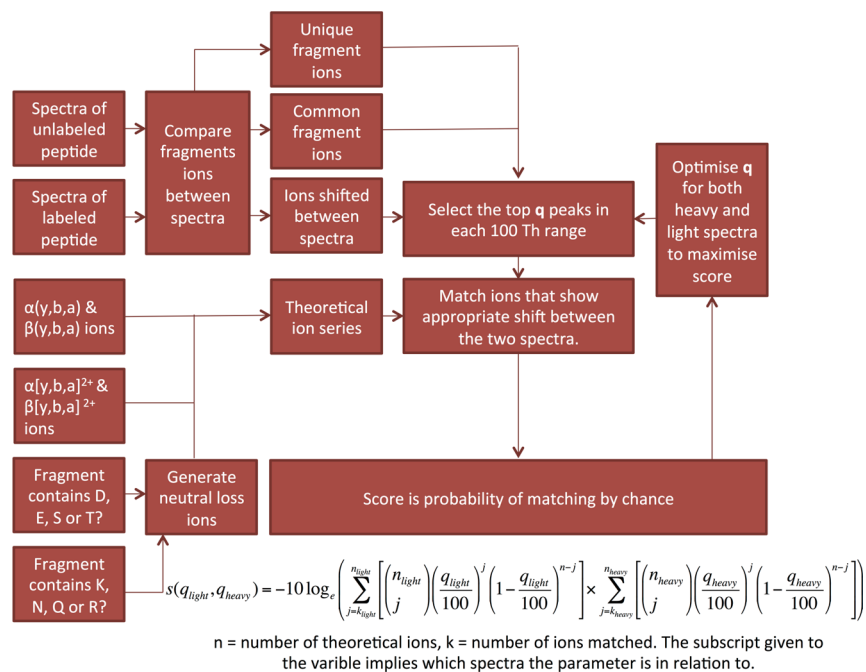 Unique
fragment
ions
Spectra of
unlabeled
peptide
Compare
fragments
ions
between
spectra
Common
fragment
ions
Optimise q
for both
heavy and
light spectra
to maximise
score
Spectra of
labeled
peptide
Ions shifted
between
spectra
Select the top q peaks in
each 100 Th range
α(y,b,a) &
β(y,b,a) ions
Theoretical
ion series
Match ions that show
appropriate shift between
the two spectra.
α[y,b,a]²⁺ &
β[y,b,a] ²⁺
ions
Fragment
contains D,
E, S or T?
Generate
neutral loss
ions
Score is probability of matching by chance
Fragment
contains K,
N, Q or R?
s(q_light, q_heavy) = −10 log_e ( ∑_{j=k_light}^{n_light} [ (n_light j) (q_light/100)^j (1 − q_light/100)^{n−j} ] × ∑_{j=k_heavy}^{n_heavy} [ (n_heavy j) (q_heavy/100)^j (1 − q_heavy/100)^{n−j} ] )
n = number of theoretical ions, k = number of ions matched. The subscript given to
the varible implies which spectra the parameter is in relation to.